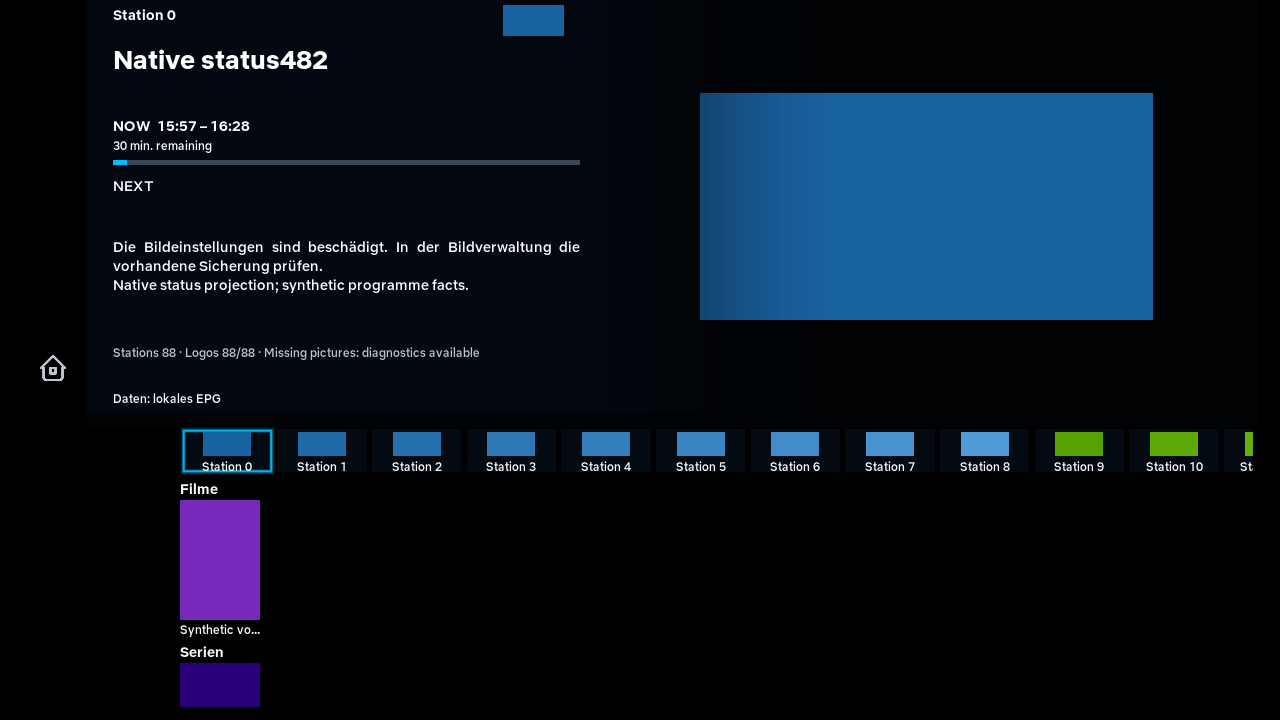 Station 0
Native status482
NOW 15:57 – 16:28
30 min. remaining
NEXT
Die Bildeinstellungen sind beschädigt. In der Bildverwaltung die
vorhandene Sicherung prüfen.
Native status projection; synthetic programme facts.
Stations 88 · Logos 88/88 · Missing pictures: diagnostics available
Daten: lokales EPG
Station 0 Station 1 Station 2 Station 3 Station 4 Station 5 Station 6 Station 7 Station 8 Station 9 Station 10
Filme
Synthetic vo...
Serien